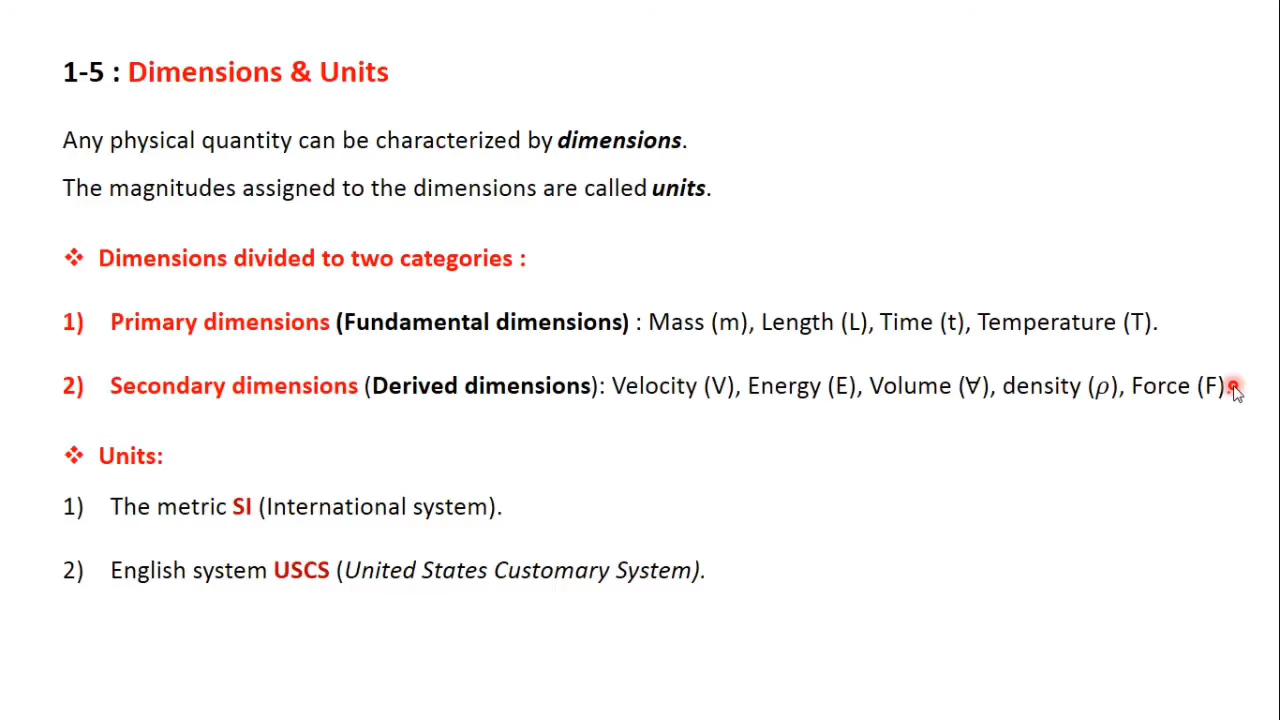 1-5 : Dimensions & Units
Any physical quantity can be characterized by dimensions.
The magnitudes assigned to the dimensions are called units.
❖ Dimensions divided to two categories :
1) Primary dimensions (Fundamental dimensions) : Mass (m), Length (L), Time (t), Temperature (T).
2) Secondary dimensions (Derived dimensions): Velocity (V), Energy (E), Volume (∀), density (ρ), Force (F).
❖ Units:
1) The metric SI (International system).
2) English system USCS (United States Customary System).